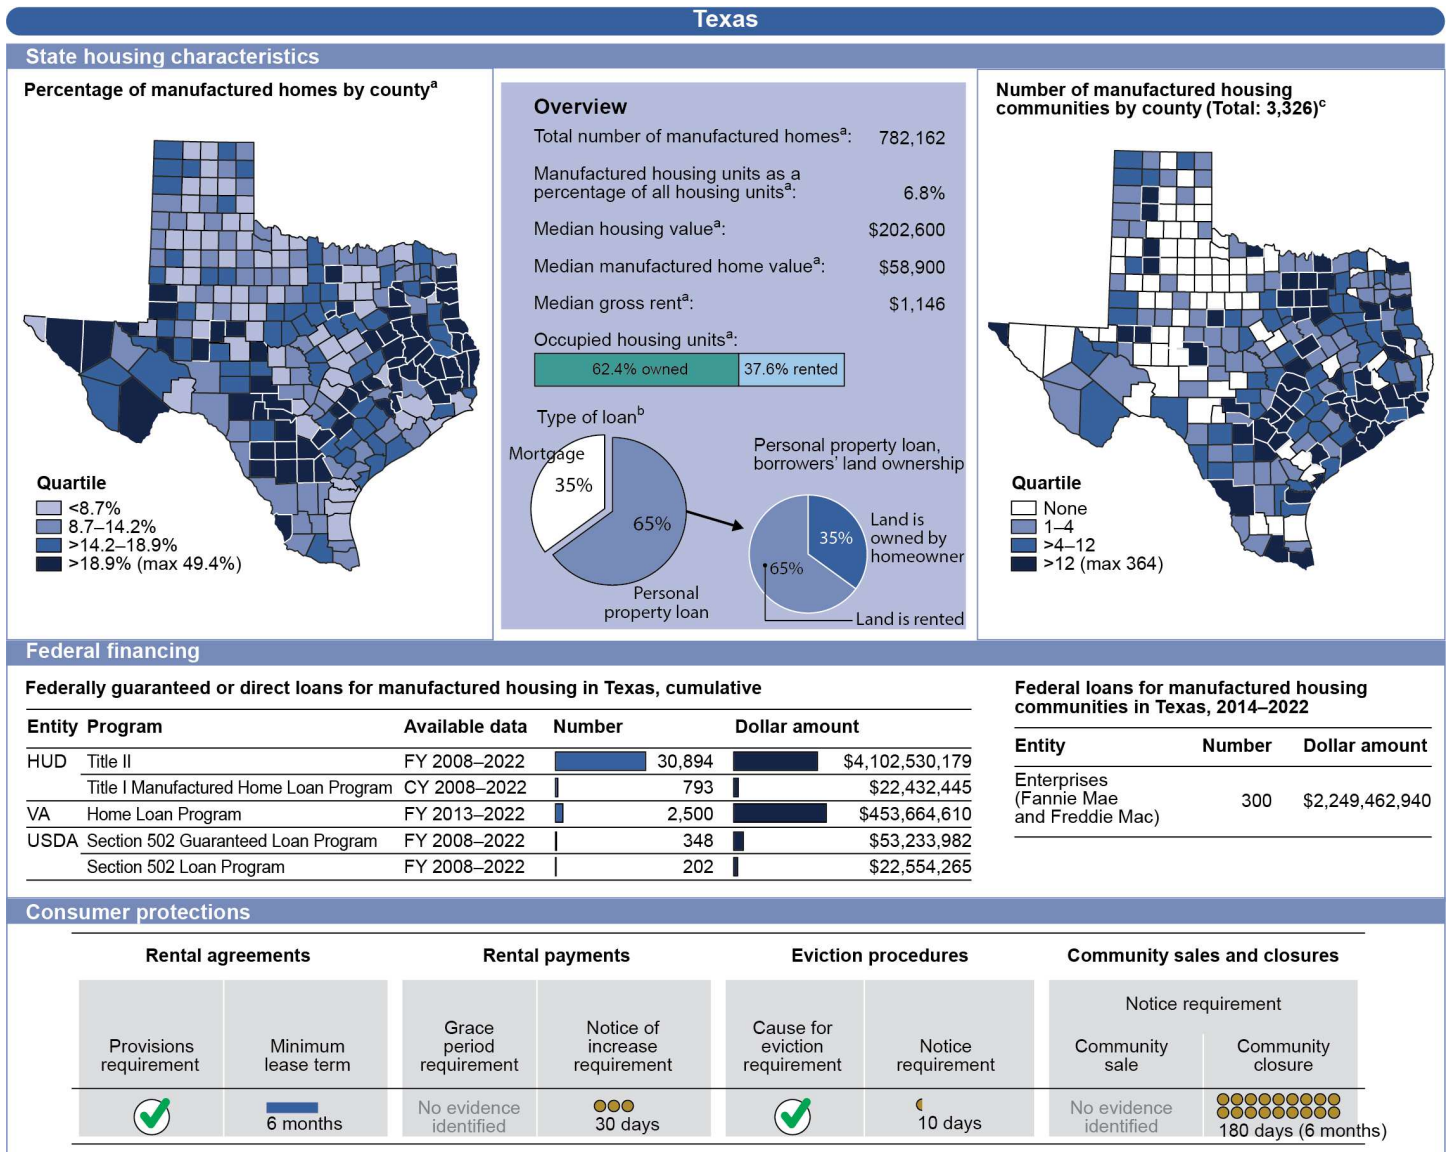 Texas
State housing characteristics
Percentage of manufactured homes by countyᵃ
Quartile
<8.7%
8.7–14.2%
>14.2–18.9%
>18.9% (max 49.4%)
Overview
Total number of manufactured homesᵃ: 782,162
Manufactured housing units as a
percentage of all housing unitsᵃ: 6.8%
Median housing valueᵃ: $202,600
Median manufactured home valueᵃ: $58,900
Median gross rentᵃ: $1,146
Occupied housing unitsᵃ:
62.4% owned 37.6% rented
Type of loanᵇ
Mortgage
35%
65%
Personal
property loan
Personal property loan,
borrowers’ land ownership
35%
Land is
owned by
homeowner
65%
Land is rented
Number of manufactured housing
communities by county (Total: 3,326)ᶜ
Quartile
None
1–4
>4–12
>12 (max 364)
Federal financing
Federally guaranteed or direct loans for manufactured housing in Texas, cumulative
Entity Program Available data Number Dollar amount
HUD Title II FY 2008–2022 30,894 $4,102,530,179
Title I Manufactured Home Loan Program CY 2008–2022 793 $22,432,445
VA Home Loan Program FY 2013–2022 2,500 $453,664,610
USDA Section 502 Guaranteed Loan Program FY 2008–2022 348 $53,233,982
Section 502 Loan Program FY 2008–2022 202 $22,554,265
Federal loans for manufactured housing
communities in Texas, 2014–2022
Entity Number Dollar amount
Enterprises
(Fannie Mae
and Freddie Mac) 300 $2,249,462,940
Consumer protections
Rental agreements
Provisions
requirement
Minimum
lease term
6 months
Rental payments
Grace
period
requirement
No evidence
identified
Notice of
increase
requirement
30 days
Eviction procedures
Cause for
eviction
requirement
Notice
requirement
10 days
Community sales and closures
Notice requirement
Community
sale
No evidence
identified
Community
closure
180 days (6 months)